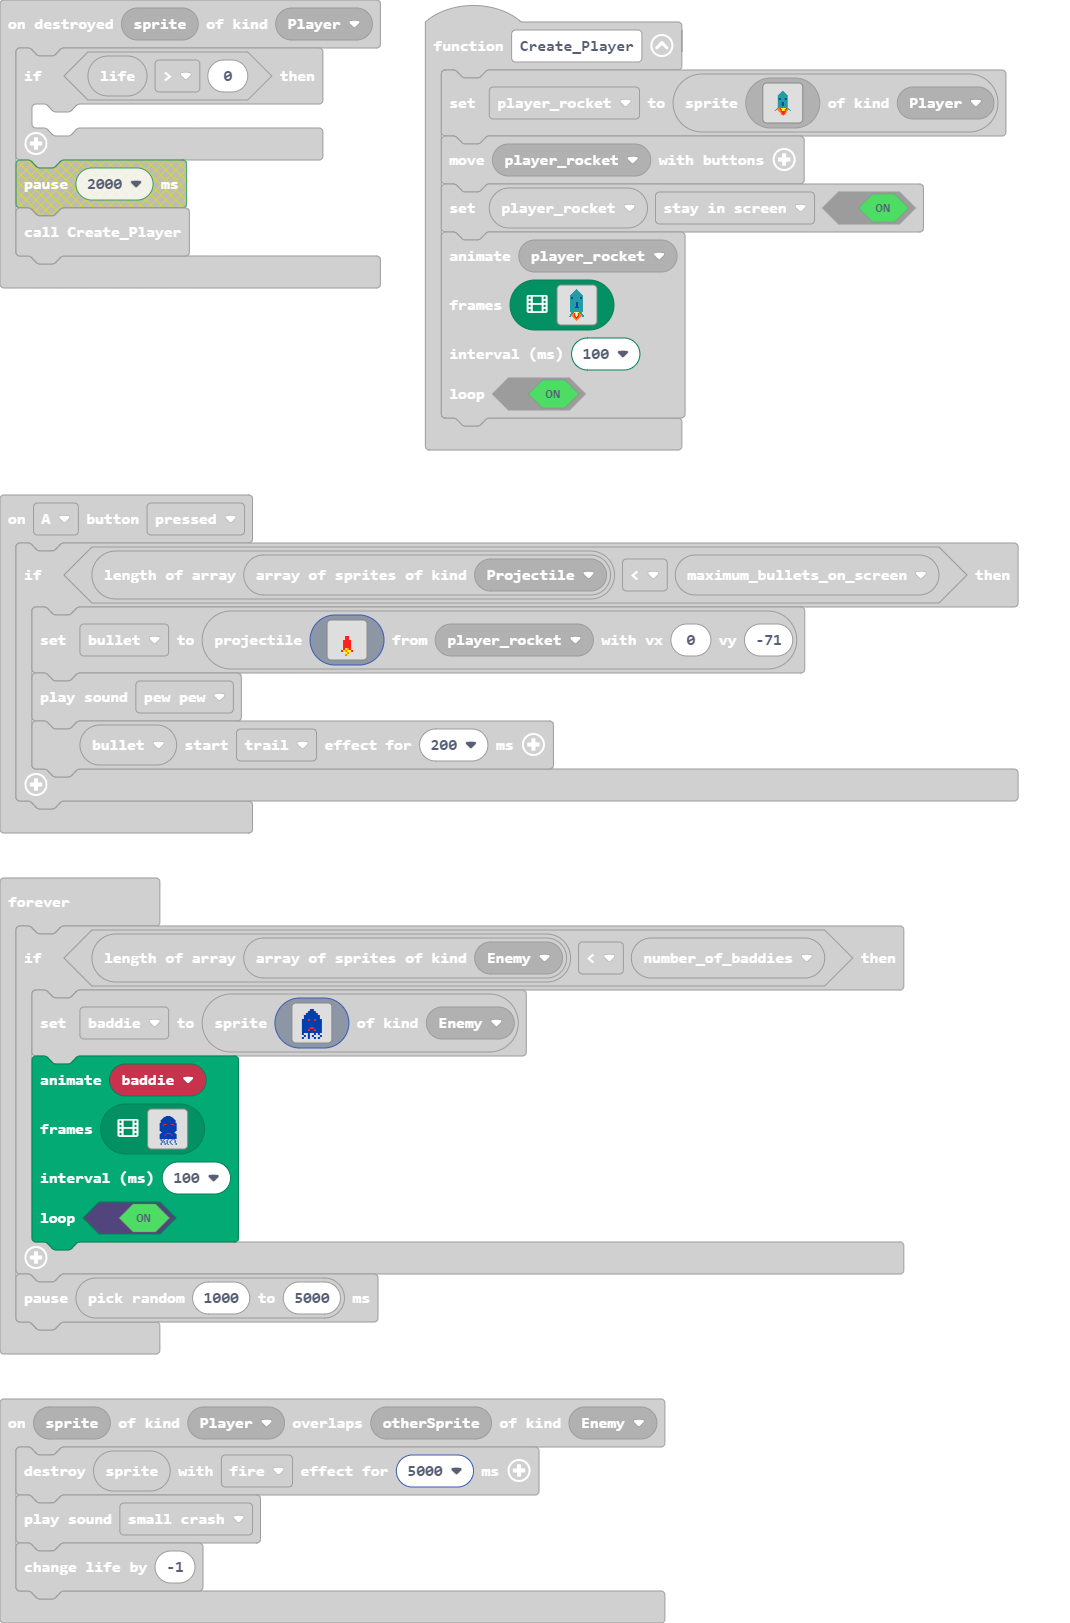 on destroyed sprite of kind Player
if life > 0 then
pause 2000 ms
call Create_Player
function Create_Player
set player_rocket to sprite of kind Player
move player_rocket with buttons
set player_rocket stay in screen ON
animate player_rocket
frames
interval (ms) 100
loop ON
on A button pressed
if length of array array of sprites of kind Projectile < maximum_bullets_on_screen then
set bullet to projectile from player_rocket with vx 0 vy -71
play sound pew pew
bullet start trail effect for 200 ms
forever
if length of array array of sprites of kind Enemy < number_of_baddies then
set baddie to sprite of kind Enemy
animate baddie
frames
interval (ms) 100
loop ON
pause pick random 1000 to 5000 ms
on sprite of kind Player overlaps otherSprite of kind Enemy
destroy sprite with fire effect for 5000 ms
play sound small crash
change life by -1